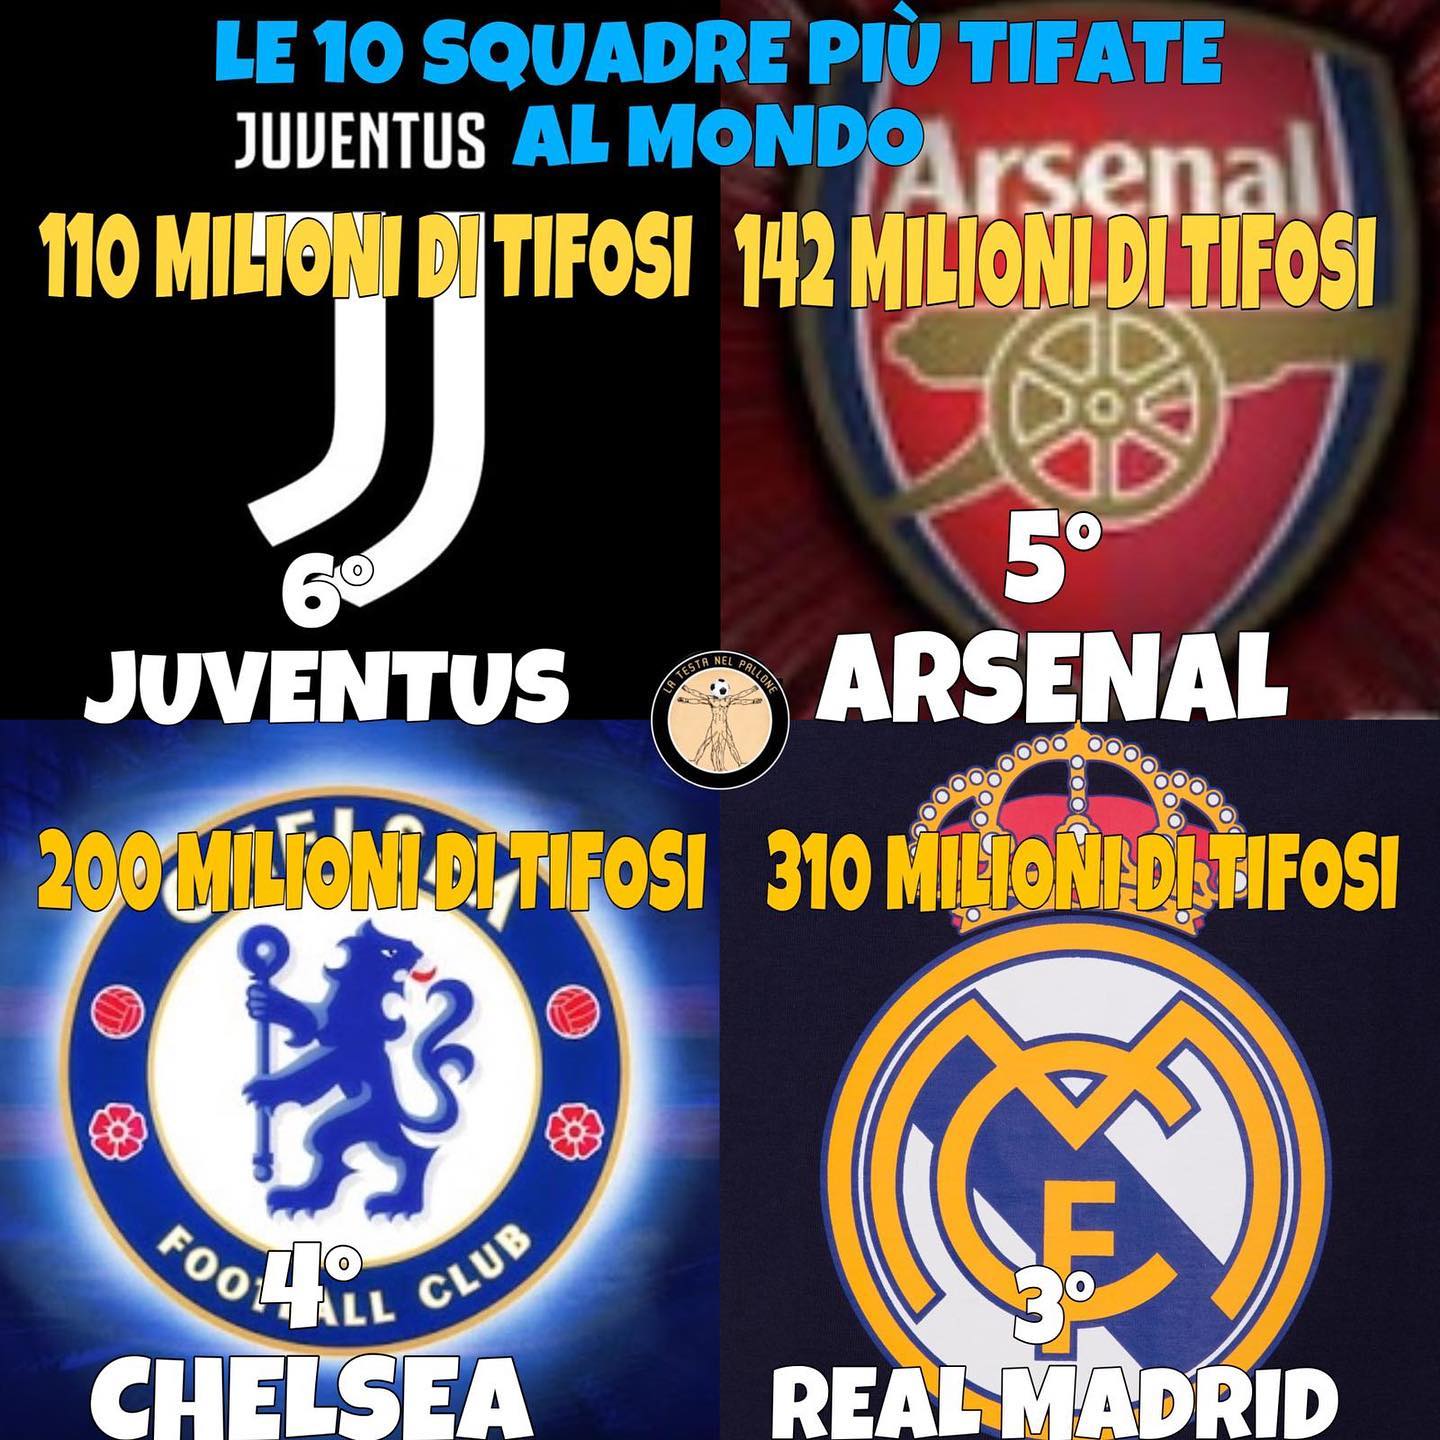 LE 10 SQUADRE PIÙ TIFATE
AL MONDO
JUVENTUS
110 MILIONI DI TIFOSI
6°
JUVENTUS
Arsenal
142 MILIONI DI TIFOSI
5°
ARSENAL
LA TESTA NEL PALLONE
CHELSEA
200 MILIONI DI TIFOSI
FOOTBALL CLUB
4°
CHELSEA
310 MILIONI DI TIFOSI
3°
REAL MADRID